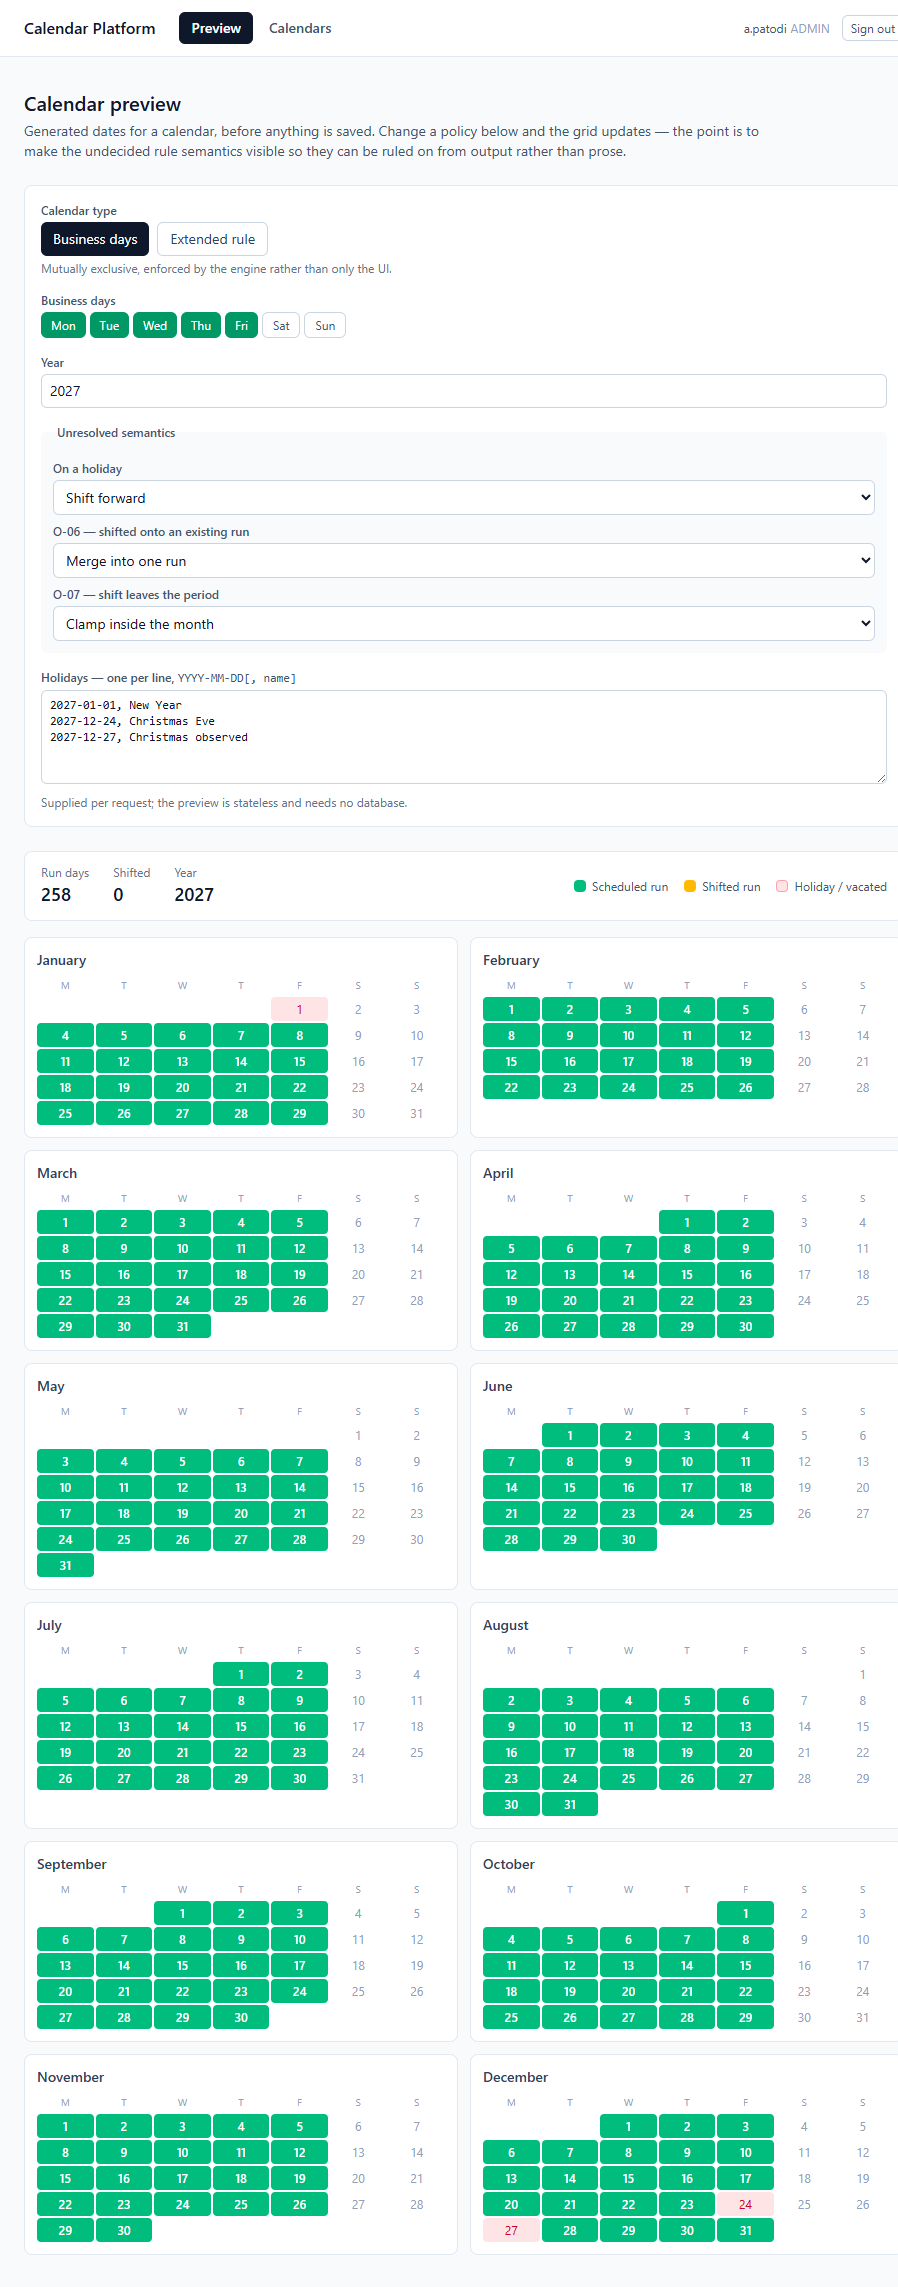 Calendar Platform Preview Calendars a.patodi ADMIN Sign out
Calendar preview
Generated dates for a calendar, before anything is saved. Change a policy below and the grid updates — the point is to
make the undecided rule semantics visible so they can be ruled on from output rather than prose.
Calendar type
Business days Extended rule
Mutually exclusive, enforced by the engine rather than only the UI.
Business days
Mon Tue Wed Thu Fri Sat Sun
Year
2027
Unresolved semantics
On a holiday
Shift forward
O-06 — shifted onto an existing run
Merge into one run
O-07 — shift leaves the period
Clamp inside the month
Holidays — one per line, YYYY-MM-DD[, name]
2027-01-01, New Year
2027-12-24, Christmas Eve
2027-12-27, Christmas observed
Supplied per request; the preview is stateless and needs no database.
Run days Shifted Year
258 0 2027
Scheduled run Shifted run Holiday / vacated
January
M T W T F S S
1 2 3
4 5 6 7 8 9 10
11 12 13 14 15 16 17
18 19 20 21 22 23 24
25 26 27 28 29 30 31
February
M T W T F S S
1 2 3 4 5 6 7
8 9 10 11 12 13 14
15 16 17 18 19 20 21
22 23 24 25 26 27 28
March
M T W T F S S
1 2 3 4 5 6 7
8 9 10 11 12 13 14
15 16 17 18 19 20 21
22 23 24 25 26 27 28
29 30 31
April
M T W T F S S
1 2 3 4
5 6 7 8 9 10 11
12 13 14 15 16 17 18
19 20 21 22 23 24 25
26 27 28 29 30
May
M T W T F S S
1 2
3 4 5 6 7 8 9
10 11 12 13 14 15 16
17 18 19 20 21 22 23
24 25 26 27 28 29 30
31
June
M T W T F S S
1 2 3 4 5 6
7 8 9 10 11 12 13
14 15 16 17 18 19 20
21 22 23 24 25 26 27
28 29 30
July
M T W T F S S
1 2 3 4
5 6 7 8 9 10 11
12 13 14 15 16 17 18
19 20 21 22 23 24 25
26 27 28 29 30 31
August
M T W T F S S
1
2 3 4 5 6 7 8
9 10 11 12 13 14 15
16 17 18 19 20 21 22
23 24 25 26 27 28 29
30 31
September
M T W T F S S
1 2 3 4 5
6 7 8 9 10 11 12
13 14 15 16 17 18 19
20 21 22 23 24 25 26
27 28 29 30
October
M T W T F S S
1 2 3
4 5 6 7 8 9 10
11 12 13 14 15 16 17
18 19 20 21 22 23 24
25 26 27 28 29 30 31
November
M T W T F S S
1 2 3 4 5 6 7
8 9 10 11 12 13 14
15 16 17 18 19 20 21
22 23 24 25 26 27 28
29 30
December
M T W T F S S
1 2 3 4 5
6 7 8 9 10 11 12
13 14 15 16 17 18 19
20 21 22 23 24 25 26
27 28 29 30 31